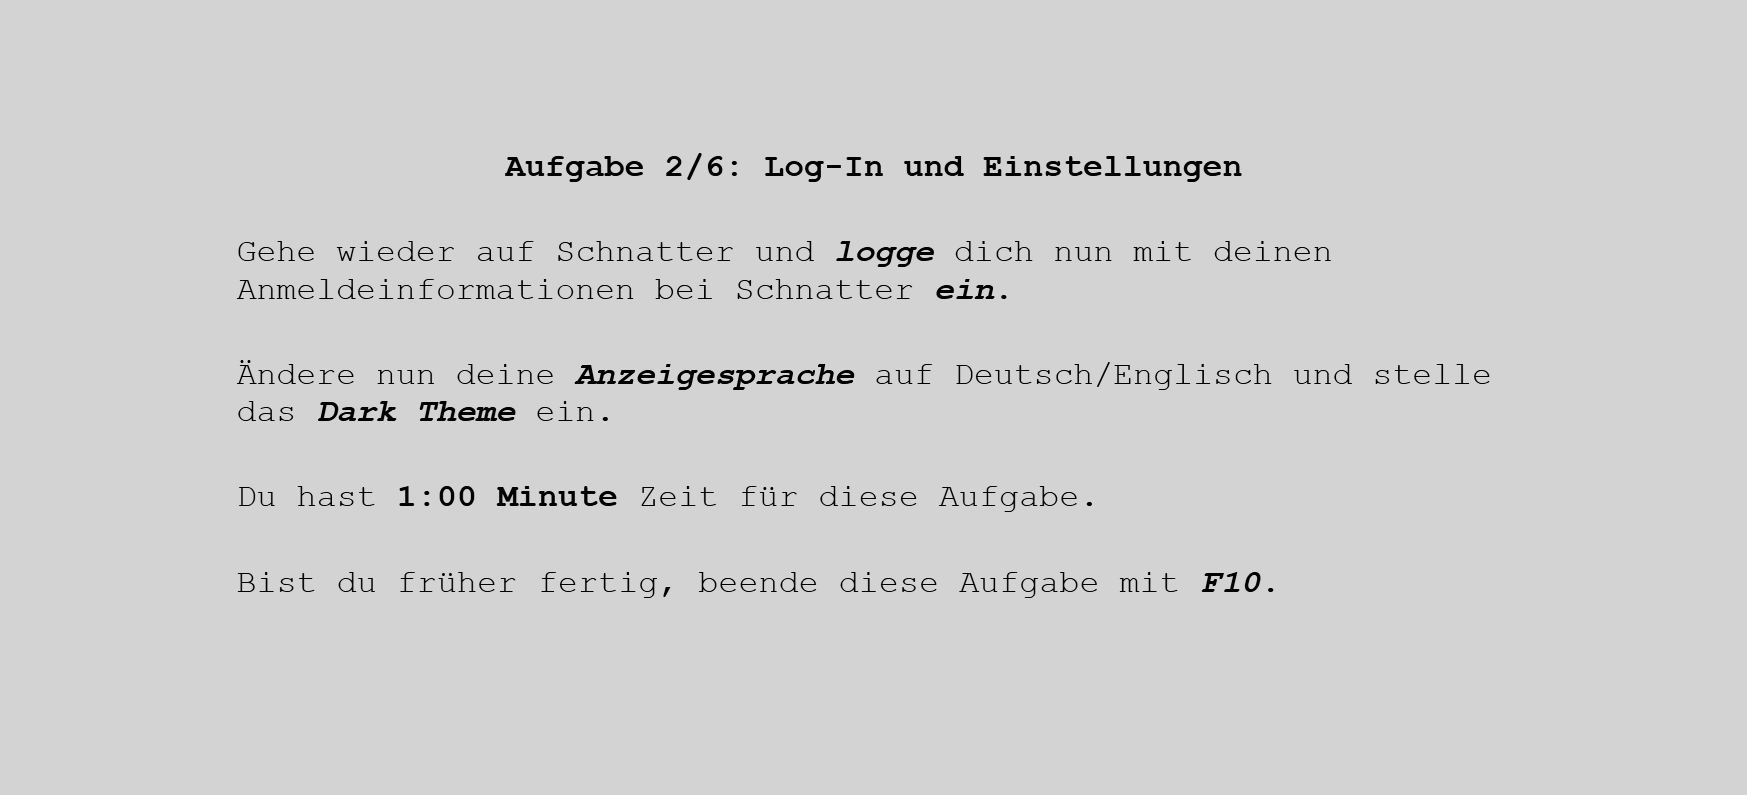 Aufgabe 2/6: Log-In und Einstellungen
Gehe wieder auf Schnatter und logge dich nun mit deinen
Anmeldeinformationen bei Schnatter ein.
Ändere nun deine Anzeigesprache auf Deutsch/Englisch und stelle
das Dark Theme ein.
Du hast 1:00 Minute Zeit für diese Aufgabe.
Bist du früher fertig, beende diese Aufgabe mit F10.